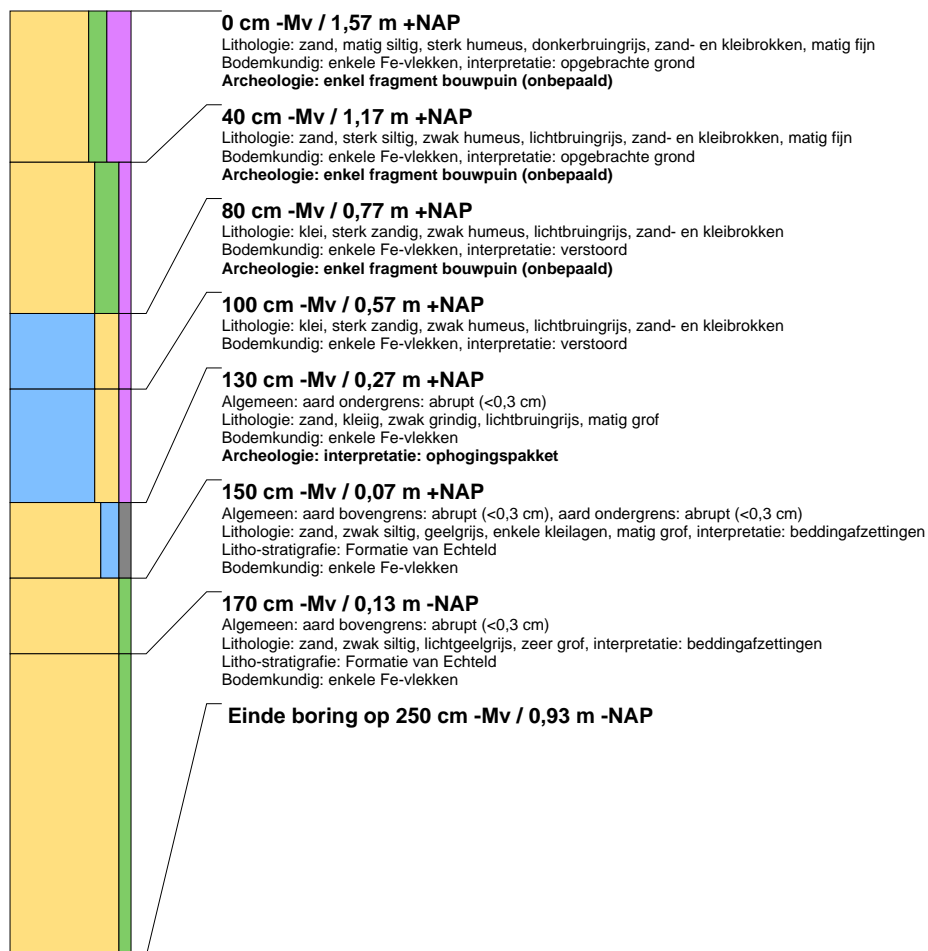 0 cm -Mv / 1,57 m +NAP
Lithologie: zand, matig siltig, sterk humeus, donkerbruingrijs, zand- en kleibrokken, matig fijn
Bodemkundig: enkele Fe-vlekken, interpretatie: opgebrachte grond
Archeologie: enkel fragment bouwpuin (onbepaald)
40 cm -Mv / 1,17 m +NAP
Lithologie: zand, sterk siltig, zwak humeus, lichtbruingrijs, zand- en kleibrokken, matig fijn
Bodemkundig: enkele Fe-vlekken, interpretatie: opgebrachte grond
Archeologie: enkel fragment bouwpuin (onbepaald)
80 cm -Mv / 0,77 m +NAP
Lithologie: klei, sterk zandig, zwak humeus, lichtbruingrijs, zand- en kleibrokken
Bodemkundig: enkele Fe-vlekken, interpretatie: verstoord
Archeologie: enkel fragment bouwpuin (onbepaald)
100 cm -Mv / 0,57 m +NAP
Lithologie: klei, sterk zandig, zwak humeus, lichtbruingrijs, zand- en kleibrokken
Bodemkundig: enkele Fe-vlekken, interpretatie: verstoord
130 cm -Mv / 0,27 m +NAP
Algemeen: aard ondergrens: abrupt (<0,3 cm)
Lithologie: zand, kleiig, zwak grindig, lichtbruingrijs, matig grof
Bodemkundig: enkele Fe-vlekken
Archeologie: interpretatie: ophogingspakket
150 cm -Mv / 0,07 m +NAP
Algemeen: aard bovengrens: abrupt (<0,3 cm), aard ondergrens: abrupt (<0,3 cm)
Lithologie: zand, zwak siltig, geelgrijs, enkele kleilagen, matig grof, interpretatie: beddingafzettingen
Litho-stratigrafie: Formatie van Echteld
Bodemkundig: enkele Fe-vlekken
170 cm -Mv / 0,13 m -NAP
Algemeen: aard bovengrens: abrupt (<0,3 cm)
Lithologie: zand, zwak siltig, lichtgeelgrijs, zeer grof, interpretatie: beddingafzettingen
Litho-stratigrafie: Formatie van Echteld
Bodemkundig: enkele Fe-vlekken
Einde boring op 250 cm -Mv / 0,93 m -NAP